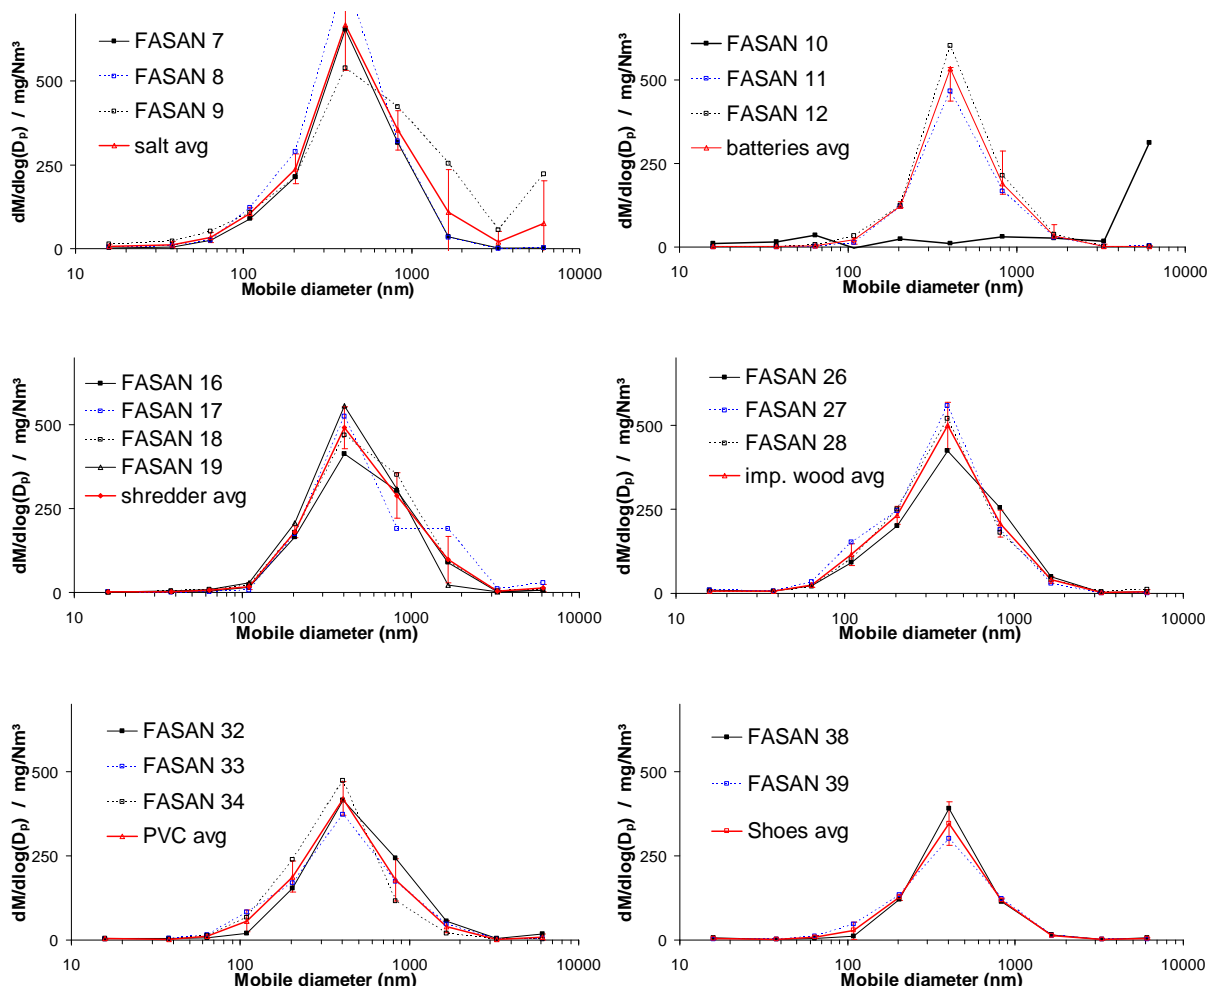 FASAN 7
FASAN 8
FASAN 9
salt avg
dM/dlog(Dₚ) / mg/Nm³
500
250
0
10
100
1000
10000
Mobile diameter (nm)
FASAN 10
FASAN 11
FASAN 12
batteries avg
dM/dlog(Dₚ) / mg/Nm³
500
250
0
10
100
1000
10000
Mobile diameter (nm)
FASAN 16
FASAN 17
FASAN 18
FASAN 19
shredder avg
dM/dlog(Dₚ) / mg/Nm³
500
250
0
10
100
1000
10000
Mobile diameter (nm)
FASAN 26
FASAN 27
FASAN 28
imp. wood avg
dM/dlog(Dₚ) / mg/Nm³
500
250
0
10
100
1000
10000
Mobile diameter (nm)
FASAN 32
FASAN 33
FASAN 34
PVC avg
dM/dlog(Dₚ) / mg/Nm³
500
250
0
10
100
1000
10000
Mobile diameter (nm)
FASAN 38
FASAN 39
Shoes avg
dM/dlog(Dₚ) / mg/Nm³
500
250
0
10
100
1000
10000
Mobile diameter (nm)